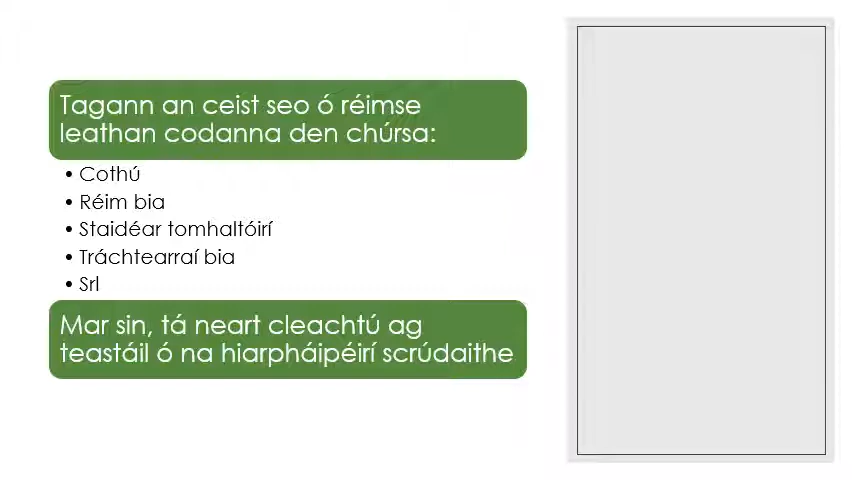 Tagann an ceist seo ó réimse
leathan codanna den chúrsa:
• Cothú
• Réim bia
• Staidéar tomhaltóirí
• Tráchtearraí bia
• Srl
Mar sin, tá neart cleachtú ag
teastáil ó na hiarpháipéirí scrúdaithe